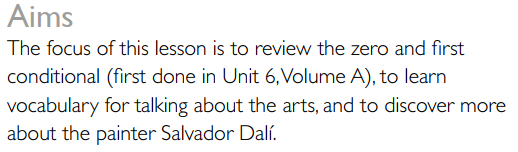 Aims
The focus of this lesson is to review the zero and first
conditional (first done in Unit 6, Volume A), to learn
vocabulary for talking about the arts, and to discover more
about the painter Salvador Dalí.